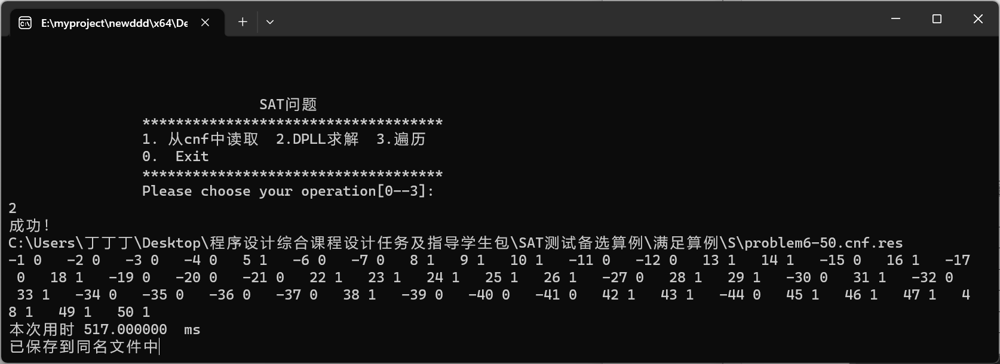 E:\myproject\newddd\x64\De
SAT问题
************************************
1. 从cnf中读取  2.DPLL求解  3.遍历
0.  Exit
************************************
Please choose your operation[0--3]:
2
成功!
C:\Users\丁丁丁\Desktop\程序设计综合课程设计任务及指导学生包\SAT测试备选算例\满足算例\S\problem6-50.cnf.res
-1 0   -2 0   -3 0   -4 0   5 1   -6 0   -7 0   8 1   9 1   10 1   -11 0   -12 0   13 1   14 1   -15 0   16 1   -17
0   18 1   -19 0   -20 0   -21 0   22 1   23 1   24 1   25 1   26 1   -27 0   28 1   29 1   -30 0   31 1   -32 0
33 1   -34 0   -35 0   -36 0   -37 0   38 1   -39 0   -40 0   -41 0   42 1   43 1   -44 0   45 1   46 1   47 1   4
8 1   49 1   50 1
本次用时 517.000000  ms
已保存到同名文件中